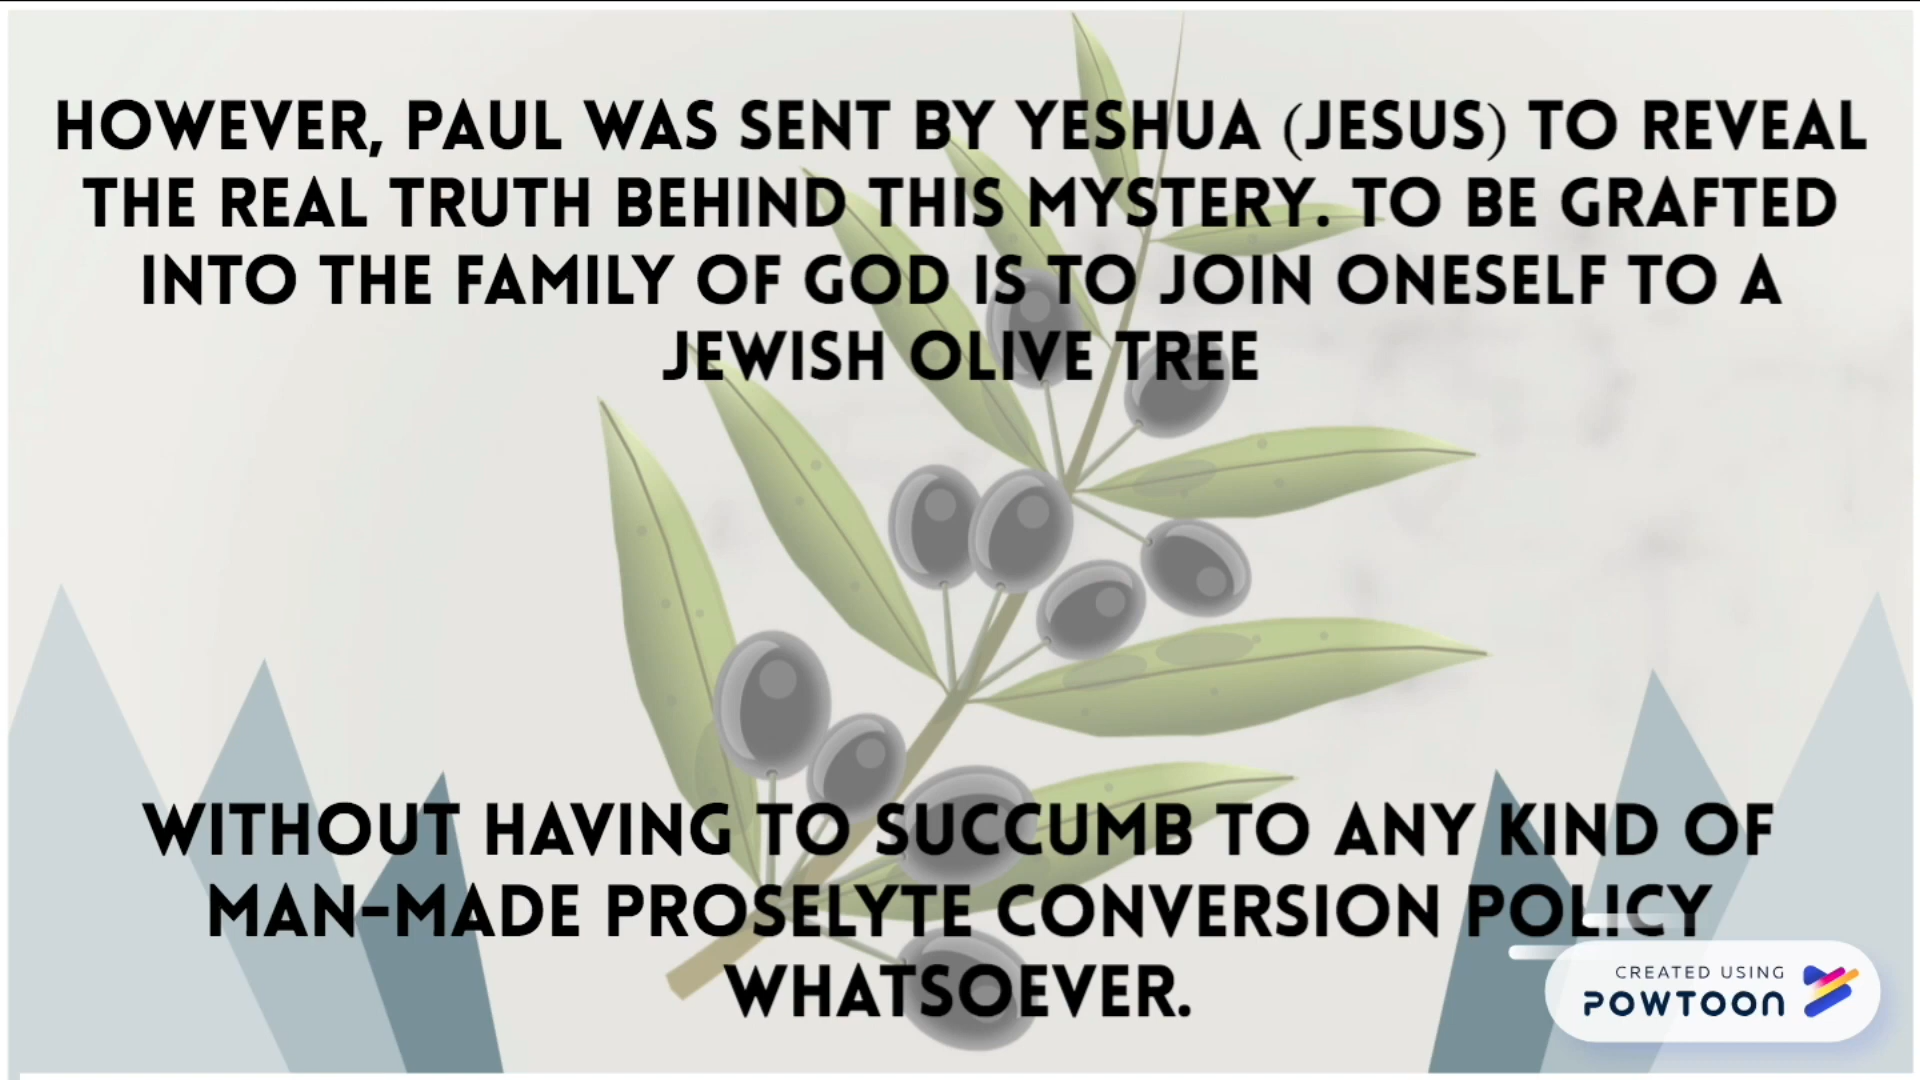 HOWEVER, PAUL WAS SENT BY YESHUA (JESUS) TO REVEAL
THE REAL TRUTH BEHIND THIS MYSTERY. TO BE GRAFTED
INTO THE FAMILY OF GOD IS TO JOIN ONESELF TO A
JEWISH OLIVE TREE
WITHOUT HAVING TO SUCCUMB TO ANY KIND OF
MAN-MADE PROSELYTE CONVERSION POLICY
WHATSOEVER.
CREATED USING
POWTOON